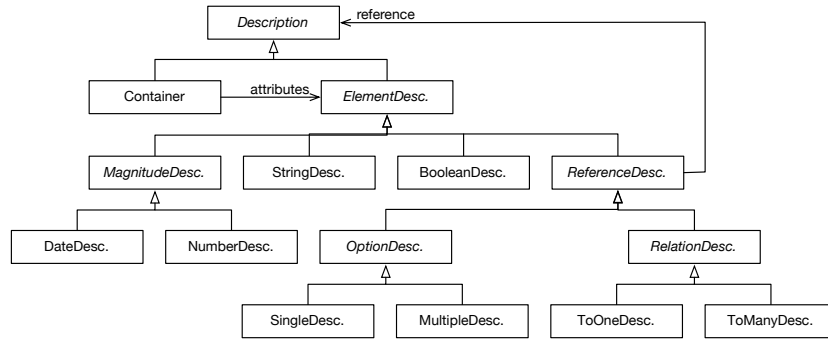 Description
reference
Container
attributes
ElementDesc.
MagnitudeDesc.
StringDesc.
BooleanDesc.
ReferenceDesc.
DateDesc.
NumberDesc.
OptionDesc.
RelationDesc.
SingleDesc.
MultipleDesc.
ToOneDesc.
ToManyDesc.